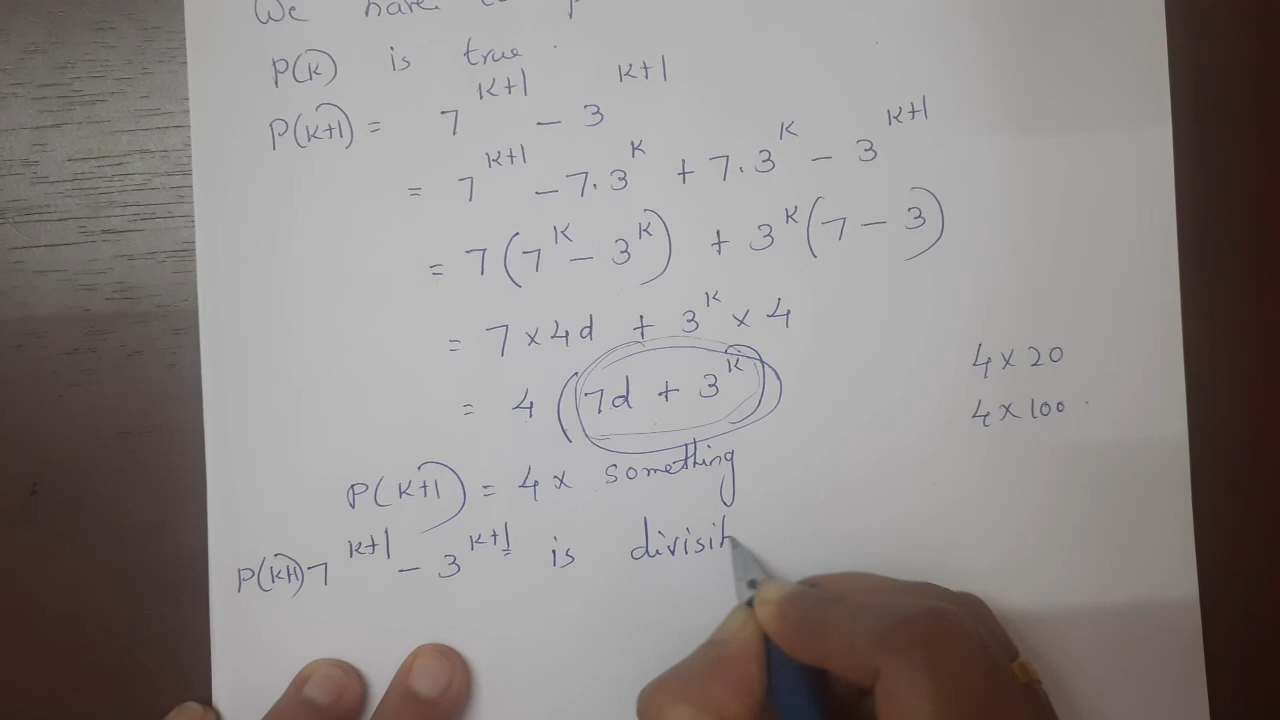 We have
P(k) is true.
P(k+1) = 7^{k+1} - 3^{k+1}
= 7^{k+1} - 7.3^k + 7.3^k - 3^{k+1}
= 7(7^k - 3^k) + 3^k(7 - 3)
= 7 × 4d + 3^k × 4
= 4 (7d + 3^k)
4 × 20
4 × 100.
P(k+1) = 4 × something
P(k+1) 7^{k+1} - 3^{k+1} is